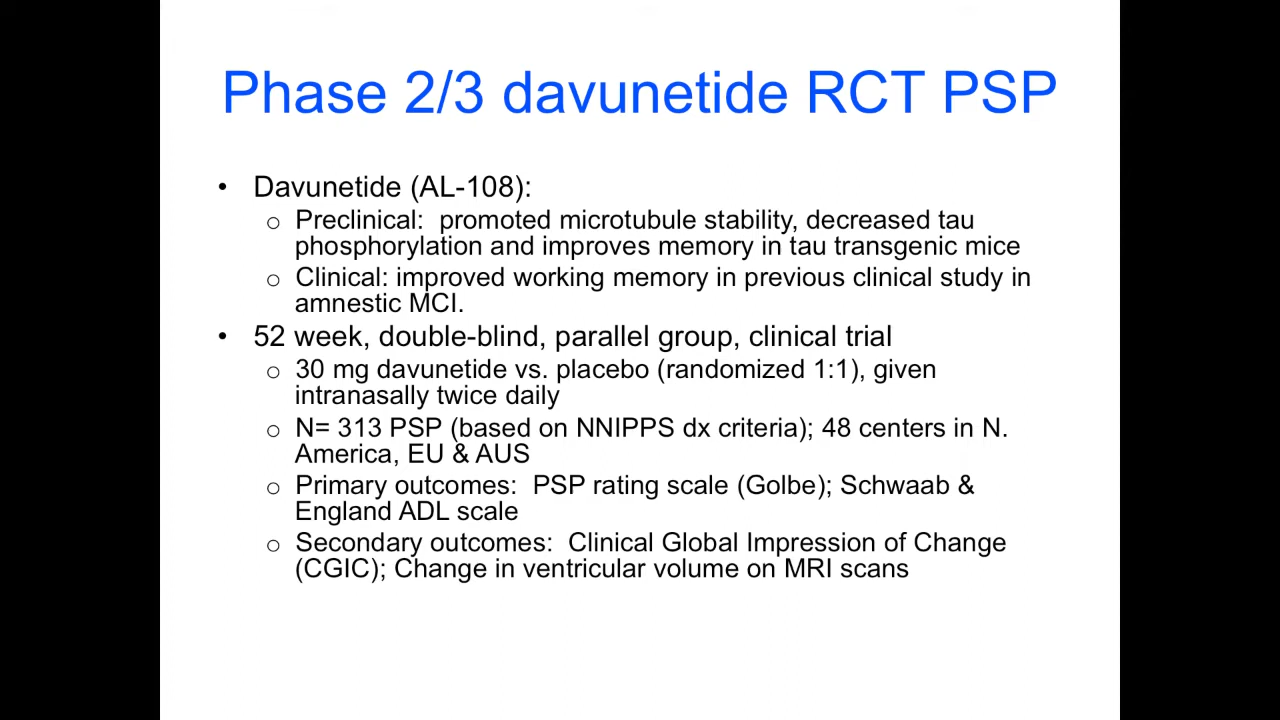 Phase 2/3 davunetide RCT PSP
• Davunetide (AL-108):
o Preclinical: promoted microtubule stability, decreased tau
phosphorylation and improves memory in tau transgenic mice
o Clinical: improved working memory in previous clinical study in
amnestic MCI.
• 52 week, double-blind, parallel group, clinical trial
o 30 mg davunetide vs. placebo (randomized 1:1), given
intranasally twice daily
o N= 313 PSP (based on NNIPPS dx criteria); 48 centers in N.
America, EU & AUS
o Primary outcomes: PSP rating scale (Golbe); Schwaab &
England ADL scale
o Secondary outcomes: Clinical Global Impression of Change
(CGIC); Change in ventricular volume on MRI scans